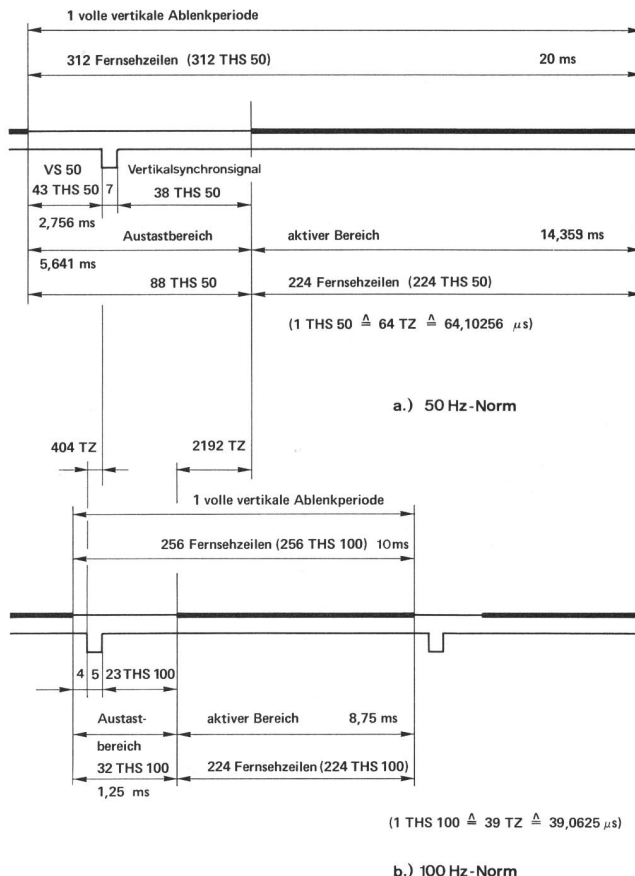 1 volle vertikale Ablenkperiode
312 Fernsehzeilen (312 THS 50) 20 ms
VS 50 Vertikalsynchronsignal
43 THS 50 7 38 THS 50
2,756 ms
Austastbereich aktiver Bereich 14,359 ms
5,641 ms
88 THS 50 224 Fernsehzeilen (224 THS 50)
(1 THS 50 ≙ 64 TZ ≙ 64,10256 μs)
a.) 50 Hz-Norm
404 TZ 2192 TZ
1 volle vertikale Ablenkperiode
256 Fernsehzeilen (256 THS 100) 10ms
4 5 23 THS 100
Austast- aktiver Bereich 8,75 ms
bereich
32 THS 100 224 Fernsehzeilen (224 THS 100)
1,25 ms
(1 THS 100 ≙ 39 TZ ≙ 39,0625 μs)
b.) 100 Hz-Norm